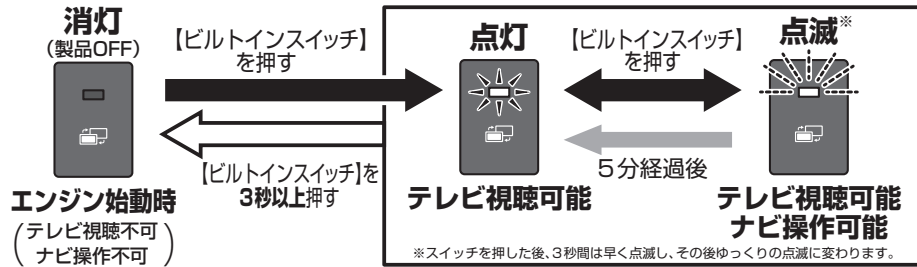 消灯
(製品OFF)
【ビルトインスイッチ】
を押す
点灯
【ビルトインスイッチ】
を押す
点滅※
【ビルトインスイッチ】を
3秒以上押す
5分経過後
エンジン始動時
(テレビ視聴不可
ナビ操作不可)
テレビ視聴可能
テレビ視聴可能
ナビ操作可能
※スイッチを押した後、3秒間は早く点滅し、その後ゆっくりの点滅に変わります。